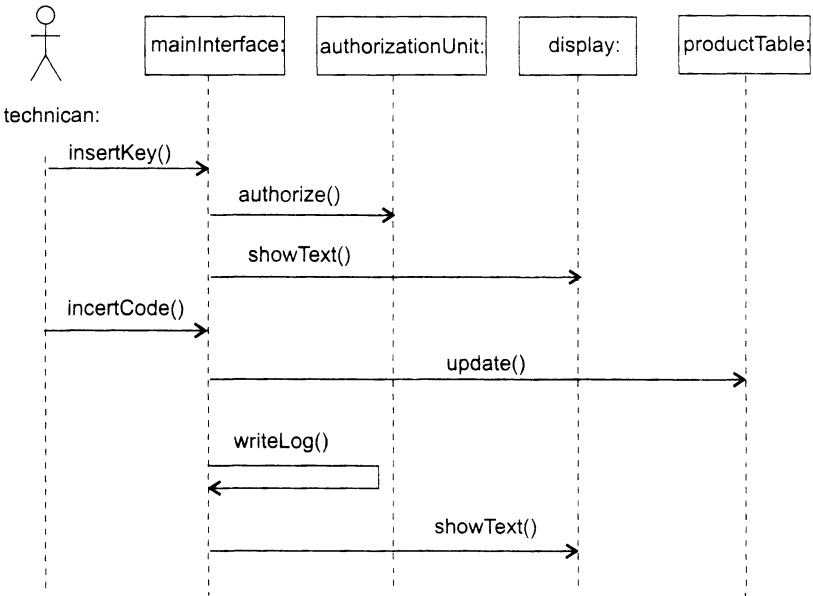 mainInterface:
authorizationUnit:
display:
productTable:
technican:
insertKey()
authorize()
showText()
incertCode()
update()
writeLog()
showText()